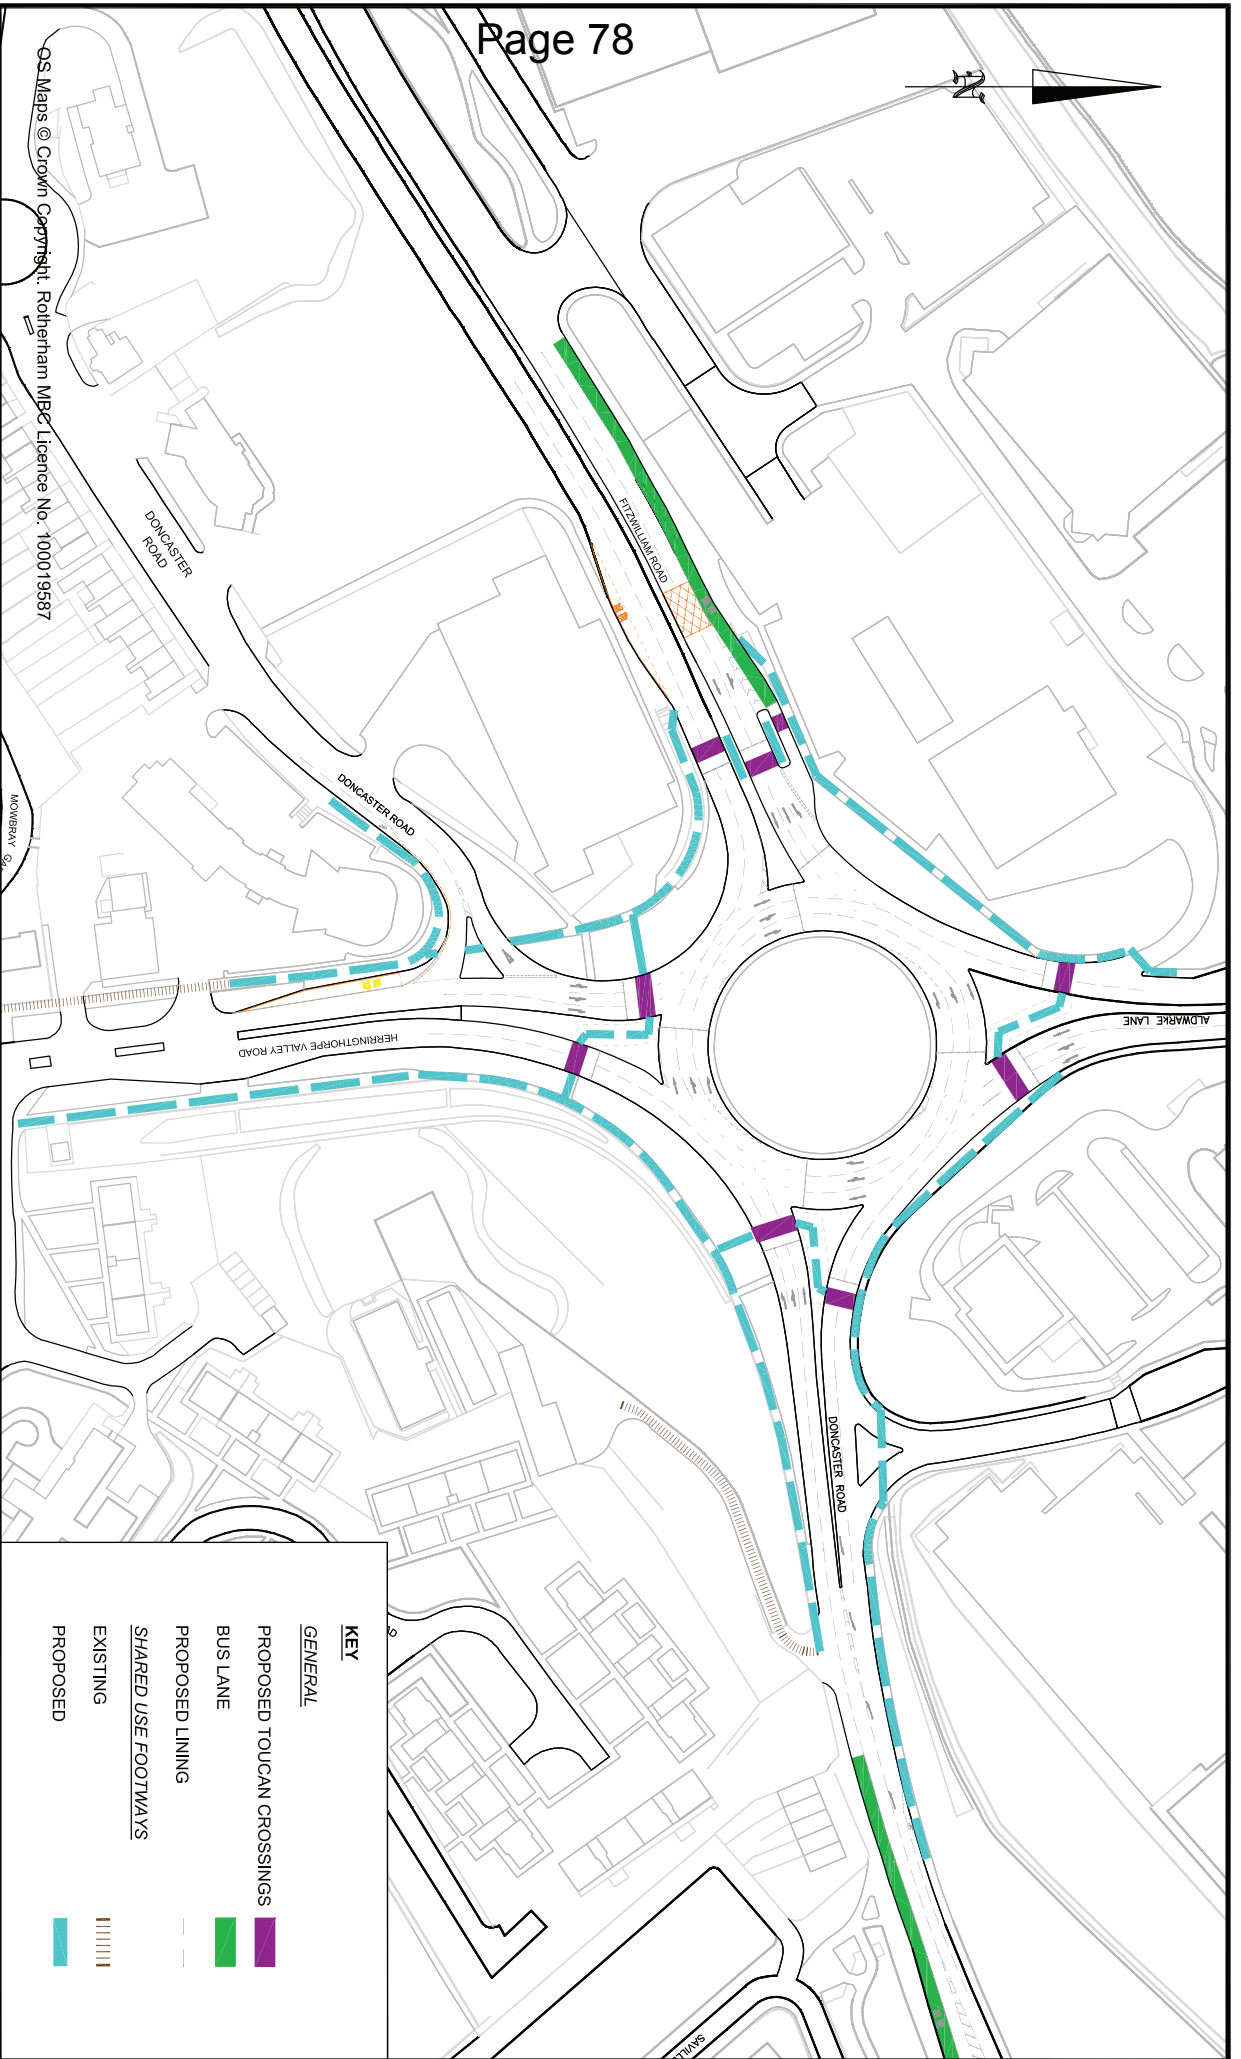 Page 78
N
OS Maps © Crown Copyright. Rotherham MBC Licence No. 100019587
FITZWILLIAM ROAD
DONCASTER
ROAD
DONCASTER ROAD
MOWBRAY
HERRINGTHORPE VALLEY ROAD
ALDWARKE LANE
DONCASTER ROAD
KEY
GENERAL
PROPOSED TOUCAN CROSSINGS
BUS LANE
PROPOSED LINING
SHARED USE FOOTWAYS
EXISTING
PROPOSED